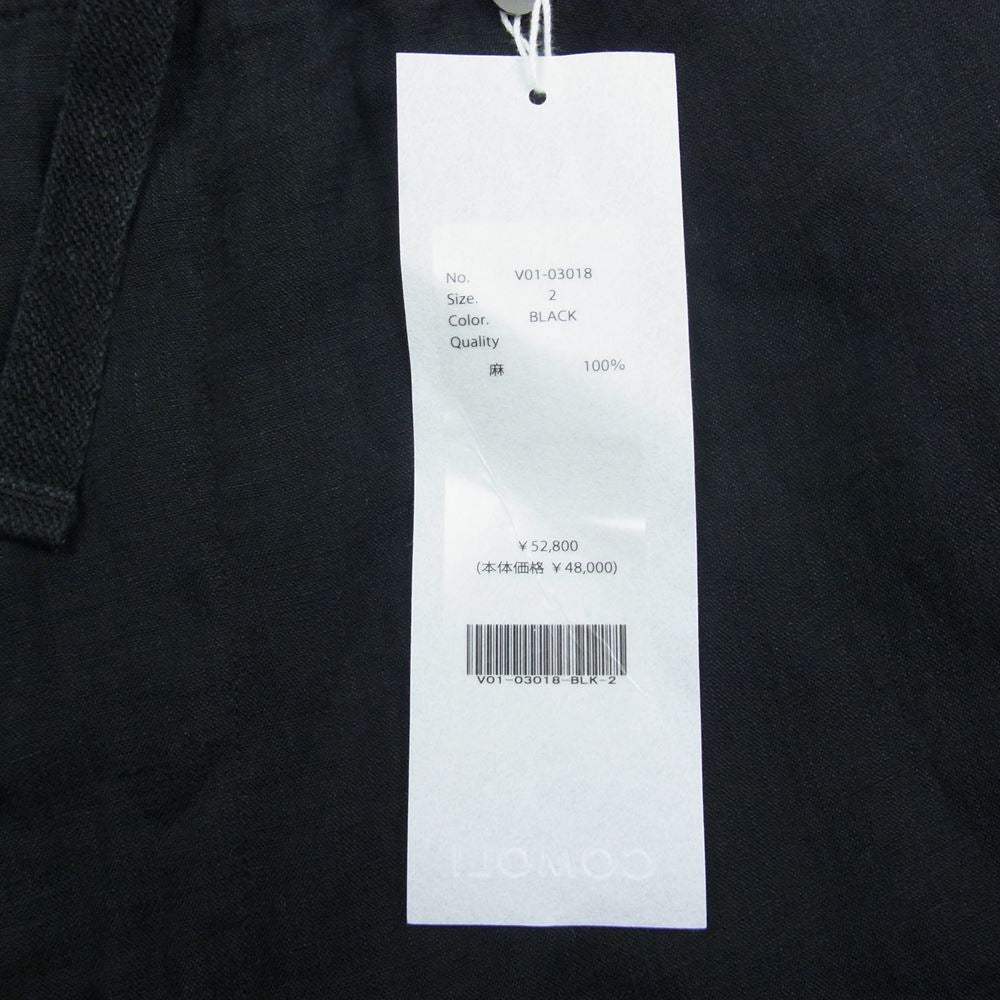 No. V01-03018
Size. 2
Color. BLACK
Quality
麻 100%
¥52,800
(本体価格 ¥48,000)
V01-03018-BLK-2
COMOLI